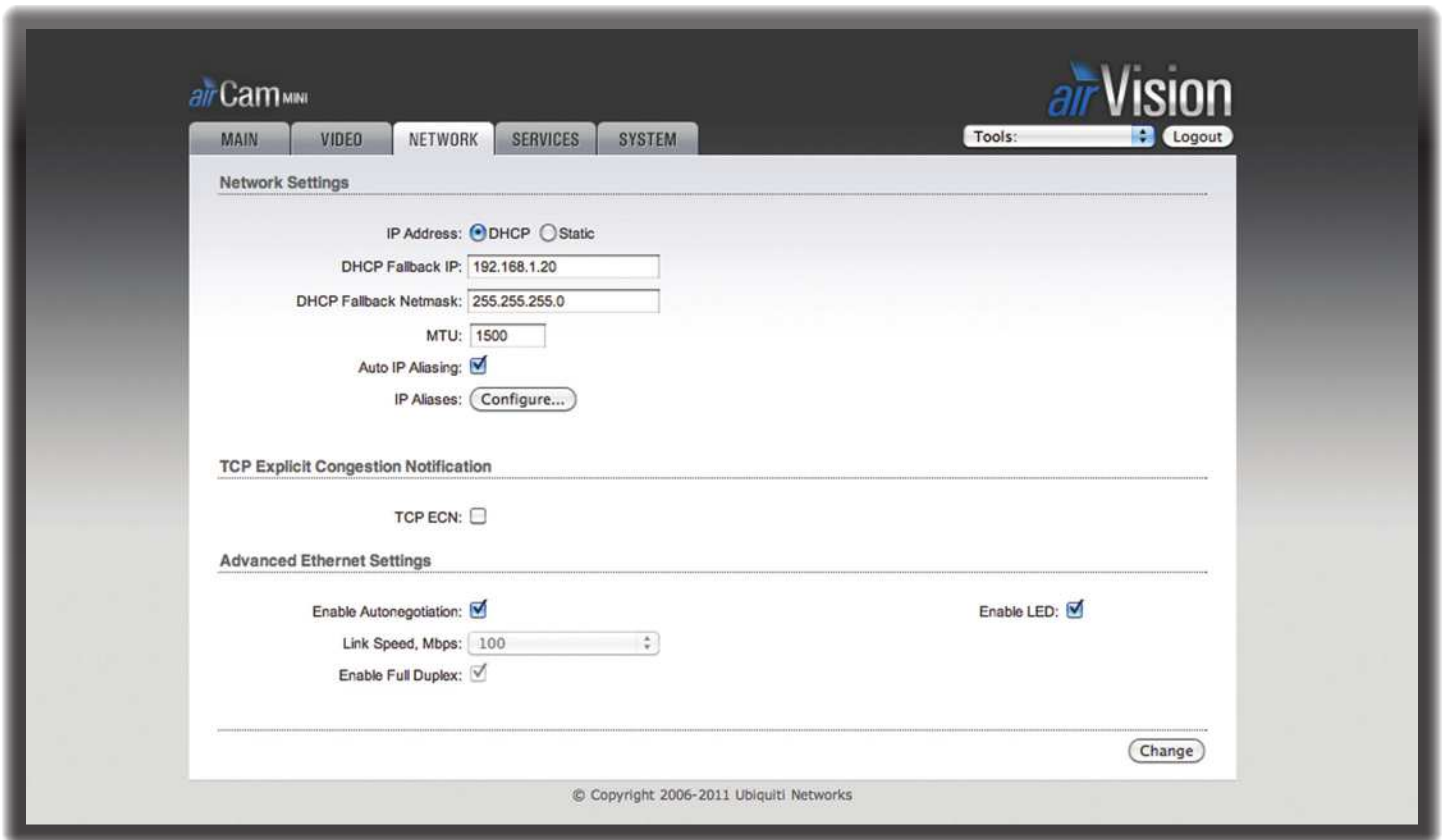 airCam MINI
airVision
MAIN VIDEO NETWORK SERVICES SYSTEM
Tools: Logout
Network Settings
IP Address: DHCP Static
DHCP Fallback IP: 192.168.1.20
DHCP Fallback Netmask: 255.255.255.0
MTU: 1500
Auto IP Aliasing:
IP Aliases: Configure...
TCP Explicit Congestion Notification
TCP ECN:
Advanced Ethernet Settings
Enable Autonegotiation: Enable LED:
Link Speed, Mbps: 100
Enable Full Duplex:
Change
© Copyright 2006-2011 Ubiquiti Networks